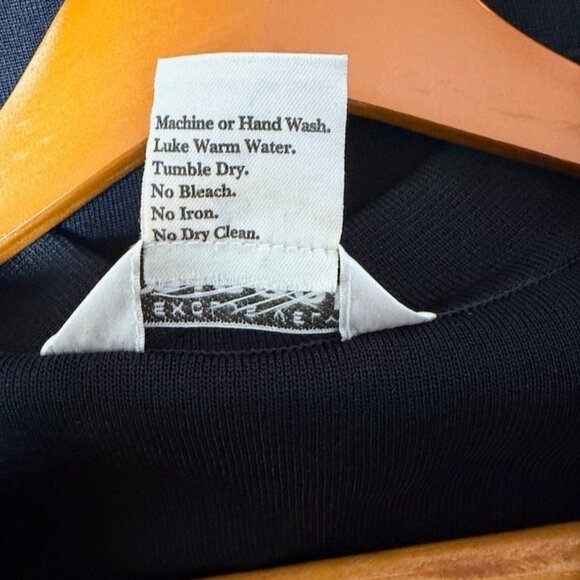 Machine or Hand Wash.
Luke Warm Water.
Tumble Dry.
No Bleach.
No Iron.
No Dry Clean.